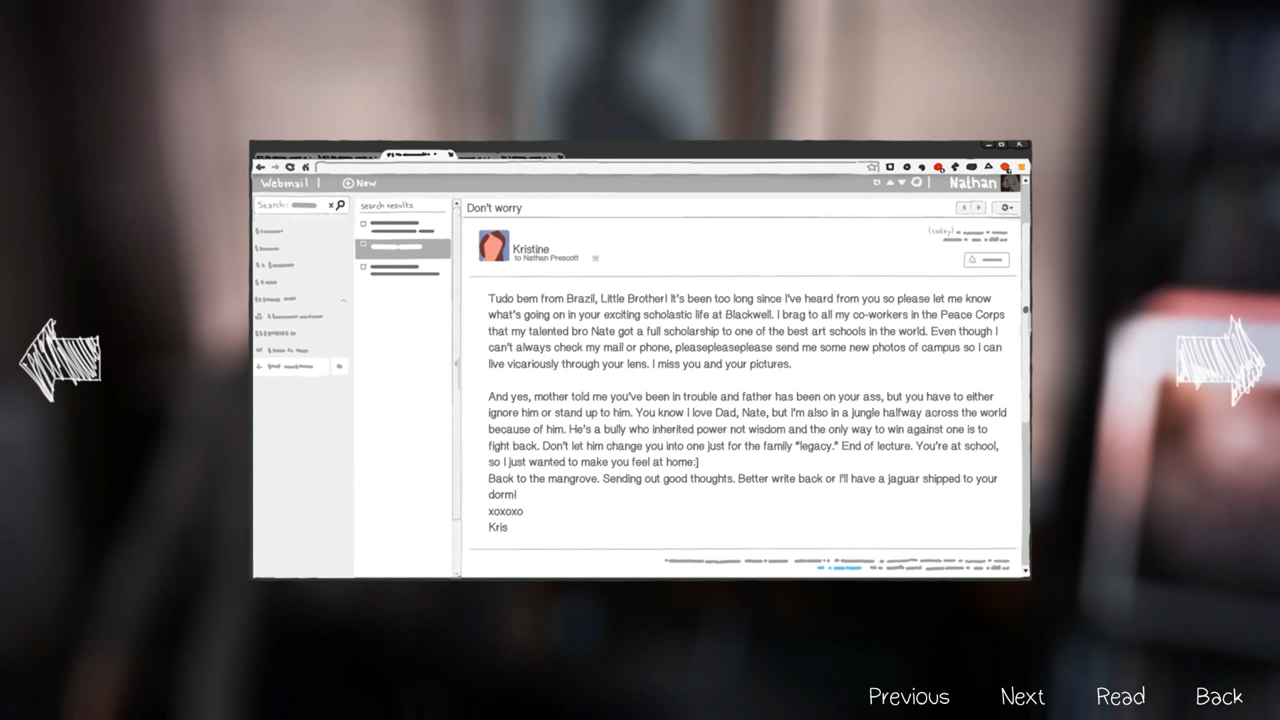 Webmail
New
Nathan
Search:
x
search results
Don't worry
(today)
Kristine
to Nathan Prescott
Tudo bem from Brazil, Little Brother! It's been too long since I've heard from you so please let me know
what's going on in your exciting scholastic life at Blackwell. I brag to all my co-workers in the Peace Corps
that my talented bro Nate got a full scholarship to one of the best art schools in the world. Even though I
can't always check my mail or phone, pleasepleaseplease send me some new photos of campus so I can
live vicariously through your lens. I miss you and your pictures.
And yes, mother told me you've been in trouble and father has been on your ass, but you have to either
ignore him or stand up to him. You know I love Dad, Nate, but I'm also in a jungle halfway across the world
because of him. He's a bully who inherited power not wisdom and the only way to win against one is to
fight back. Don't let him change you into one just for the family "legacy." End of lecture. You're at school,
so I just wanted to make you feel at home:]
Back to the mangrove. Sending out good thoughts. Better write back or I'll have a jaguar shipped to your
dorm!
xoxoxo
Kris
Previous Next Read Back